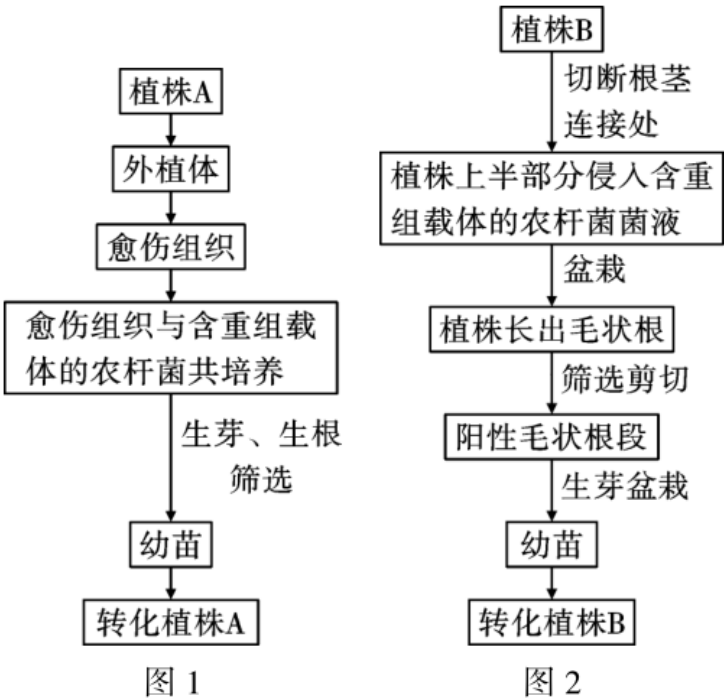 植株A
外植体
愈伤组织
愈伤组织与含重组载
体的农杆菌共培养
生芽、生根
筛选
幼苗
转化植株A
图 1
植株B
切断根茎
连接处
植株上半部分侵入含重
组载体的农杆菌菌液
盆栽
植株长出毛状根
筛选剪切
阳性毛状根段
生芽盆栽
幼苗
转化植株B
图 2